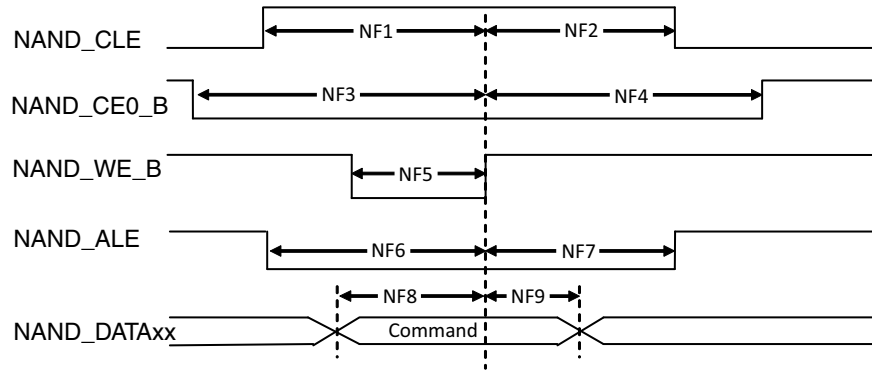 NAND_CLE NF1 NF2
NAND_CE0_B NF3 NF4
NAND_WE_B NF5
NAND_ALE NF6 NF7
NF8 NF9
NAND_DATAxx Command